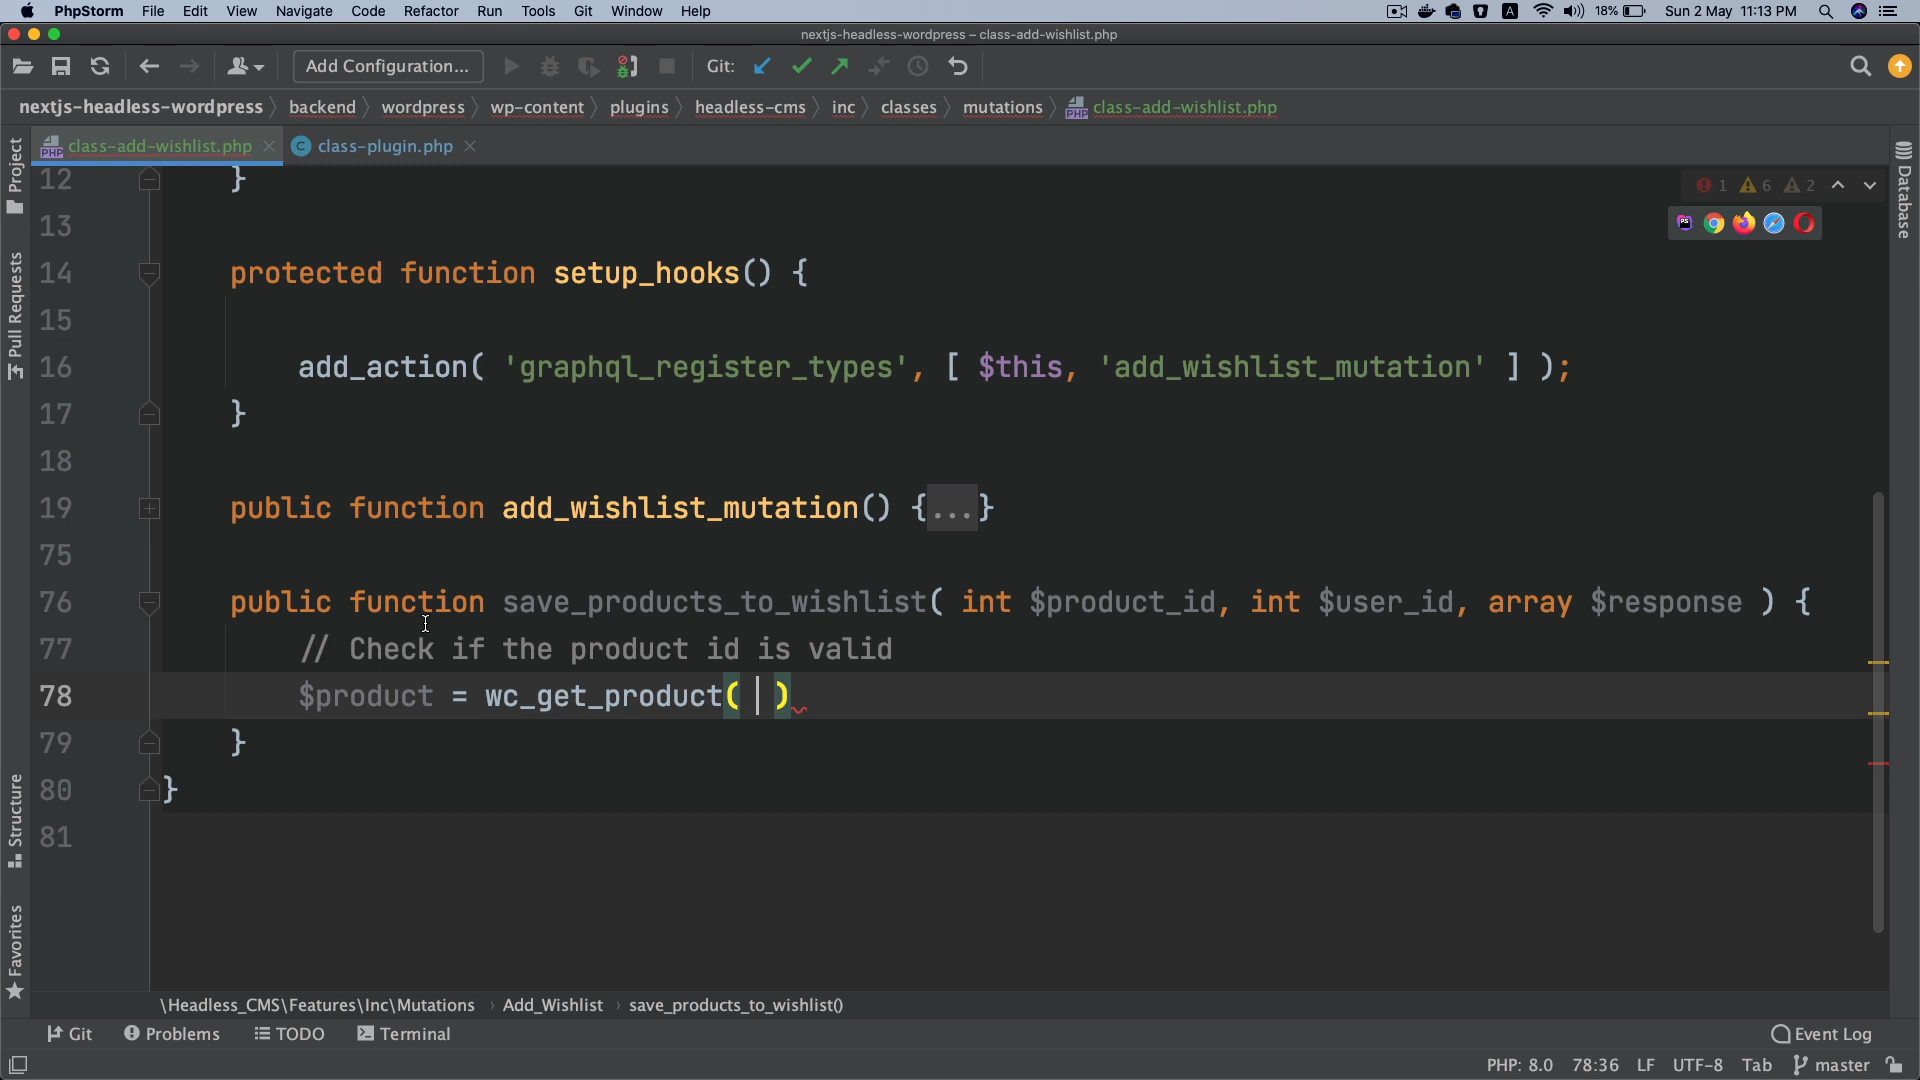 PhpStorm File Edit View Navigate Code Refactor Run Tools Git Window Help A 18% Sun 2 May 11:13 PM
nextjs-headless-wordpress – class-add-wishlist.php
Add Configuration... Git:
nextjs-headless-wordpress backend wordpress wp-content plugins headless-cms inc classes mutations PHP class-add-wishlist.php
PHP class-add-wishlist.php C class-plugin.php
Project
Pull Requests
Structure
Favorites
Database
1 6 2
PS
12 }
13
14 protected function setup_hooks() {
15
16 add_action( 'graphql_register_types', [ $this, 'add_wishlist_mutation' ] );
17 }
18
19 public function add_wishlist_mutation() {...}
75
76 public function save_products_to_wishlist( int $product_id, int $user_id, array $response ) {
77 // Check if the product id is valid
78 $product = wc_get_product( )
79 }
80 }
81
\Headless_CMS\Features\Inc\Mutations › Add_Wishlist › save_products_to_wishlist()
Git Problems TODO Terminal Event Log
PHP: 8.0 78:36 LF UTF-8 Tab master